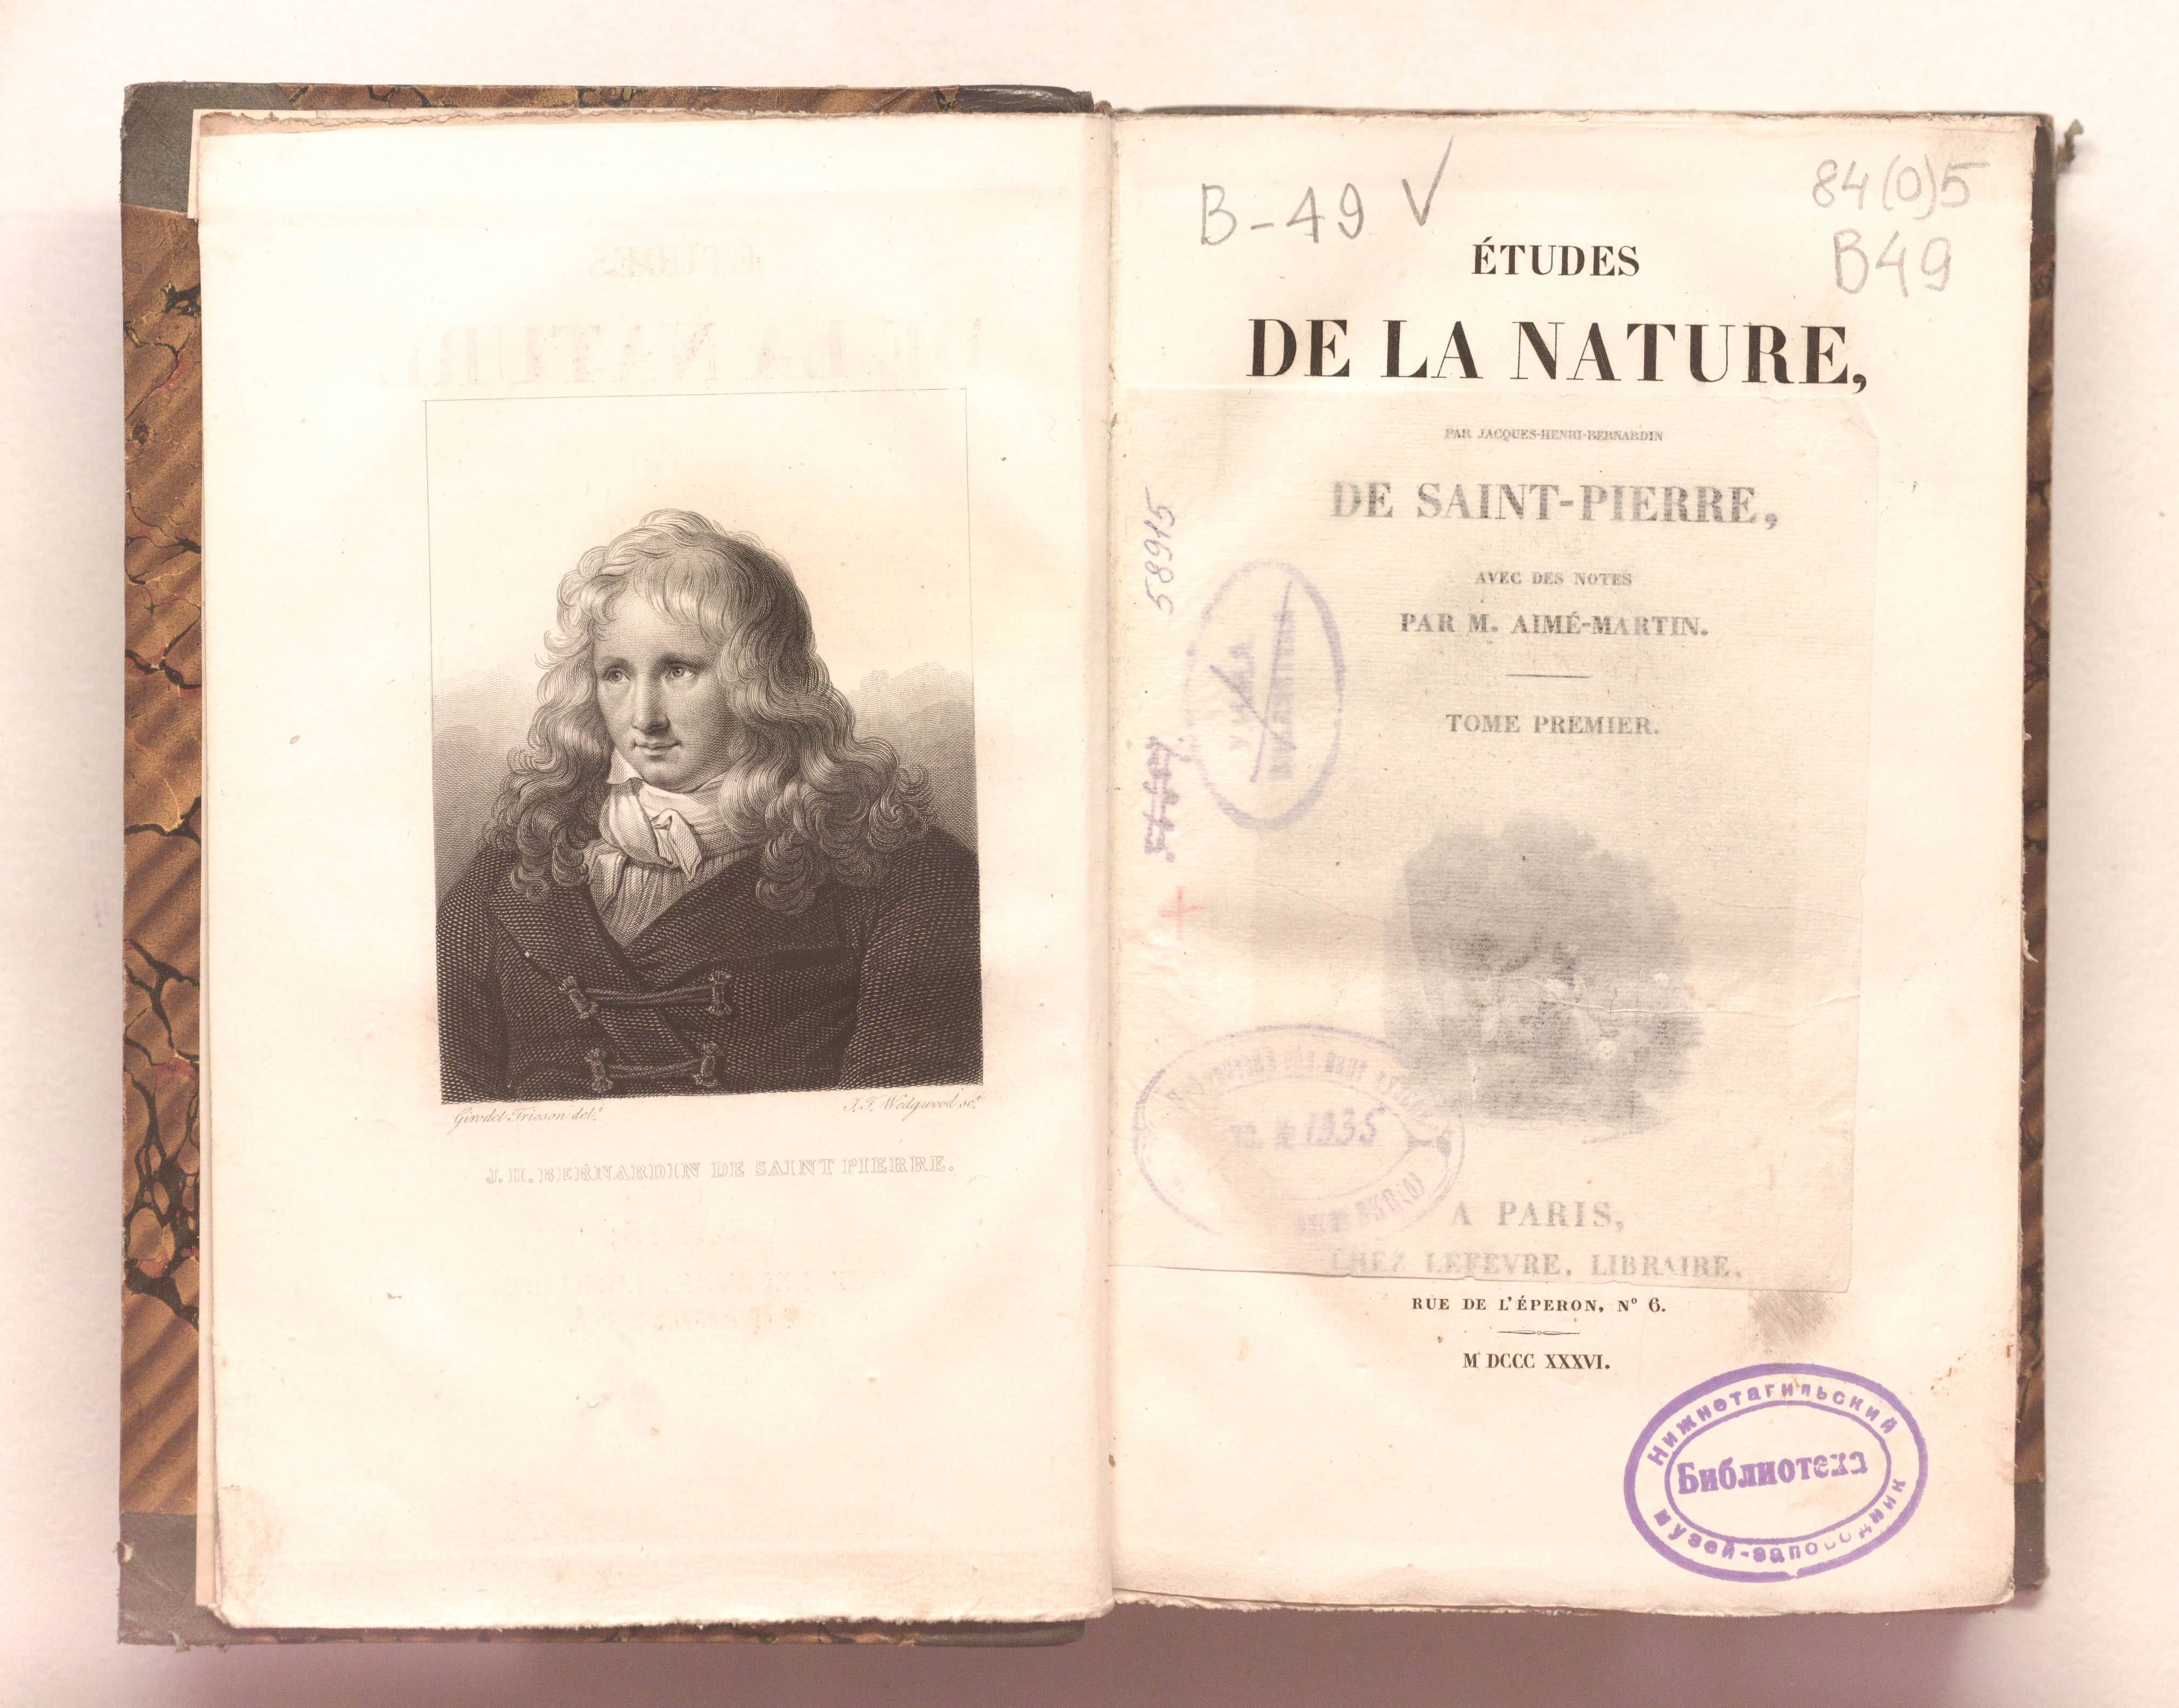 Girodet Trioson del.t
J. T. Wedgwood sc.t
J. H. BERNARDIN DE SAINT PIERRE.
B-49 V
84(0)5
B49
ÉTUDES
DE LA NATURE,
PAR JACQUES-HENRI-BERNARDIN
DE SAINT-PIERRE,
AVEC DES NOTES
PAR M. AIMÉ-MARTIN.
TOME PREMIER.
58915
1935
A PARIS,
CHEZ LEFEVRE, LIBRAIRE,
RUE DE L'ÉPERON, Nº 6.
M DCCC XXXVI.
Нижнетагильский
Библиотека
музей-заповедник